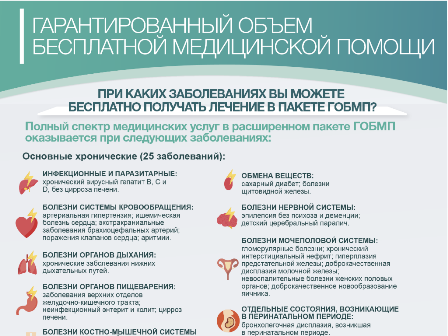 ГАРАНТИРОВАННЫЙ ОБЪЕМ
БЕСПЛАТНОЙ МЕДИЦИНСКОЙ ПОМОЩИ
ПРИ КАКИХ ЗАБОЛЕВАНИЯХ ВЫ МОЖЕТЕ
БЕСПЛАТНО ПОЛУЧАТЬ ЛЕЧЕНИЕ В ПАКЕТЕ ГОБМП?
Полный спектр медицинских услуг в расширенном пакете ГОБМП
оказывается при следующих заболеваниях:
Основные хронические (25 заболеваний):
ИНФЕКЦИОННЫЕ И ПАРАЗИТАРНЫЕ:
хронический вирусный гепатит В, С и
D, без цирроза печени.
БОЛЕЗНИ СИСТЕМЫ КРОВООБРАЩЕНИЯ:
артериальная гипертензия; ишемическая
болезнь сердца; экстракраниальные
заболевания брахиоцефальных артерий;
поражения клапанов сердца; аритмии.
БОЛЕЗНИ ОРГАНОВ ДЫХАНИЯ:
хронические заболевания нижних
дыхательных путей.
БОЛЕЗНИ ОРГАНОВ ПИЩЕВАРЕНИЯ:
заболевания верхних отделов
желудочно-кишечного тракта;
неинфекционный энтерит и колит; цирроз
печени.
БОЛЕЗНИ КОСТНО-МЫШЕЧНОЙ СИСТЕМЫ
ОБМЕНА ВЕЩЕСТВ:
сахарный диабет; болезни
щитовидной железы.
БОЛЕЗНИ НЕРВНОЙ СИСТЕМЫ:
эпилепсия без психоза и деменции;
детский церебральный паралич.
БОЛЕЗНИ МОЧЕПОЛОВОЙ СИСТЕМЫ:
гломерулярные болезни; хронический
интерстициальный нефрит; гиперплазия
предстательной железы; доброкачественная
дисплазия молочной железы;
невоспалительные болезни женских половых
органов; доброкачественное новообразование
яичника.
ОТДЕЛЬНЫЕ СОСТОЯНИЯ, ВОЗНИКАЮЩИЕ
В ПЕРИНАТАЛЬНОМ ПЕРИОДЕ:
бронхолегочная дисплазия, возникшая
в перинатальном периоде.